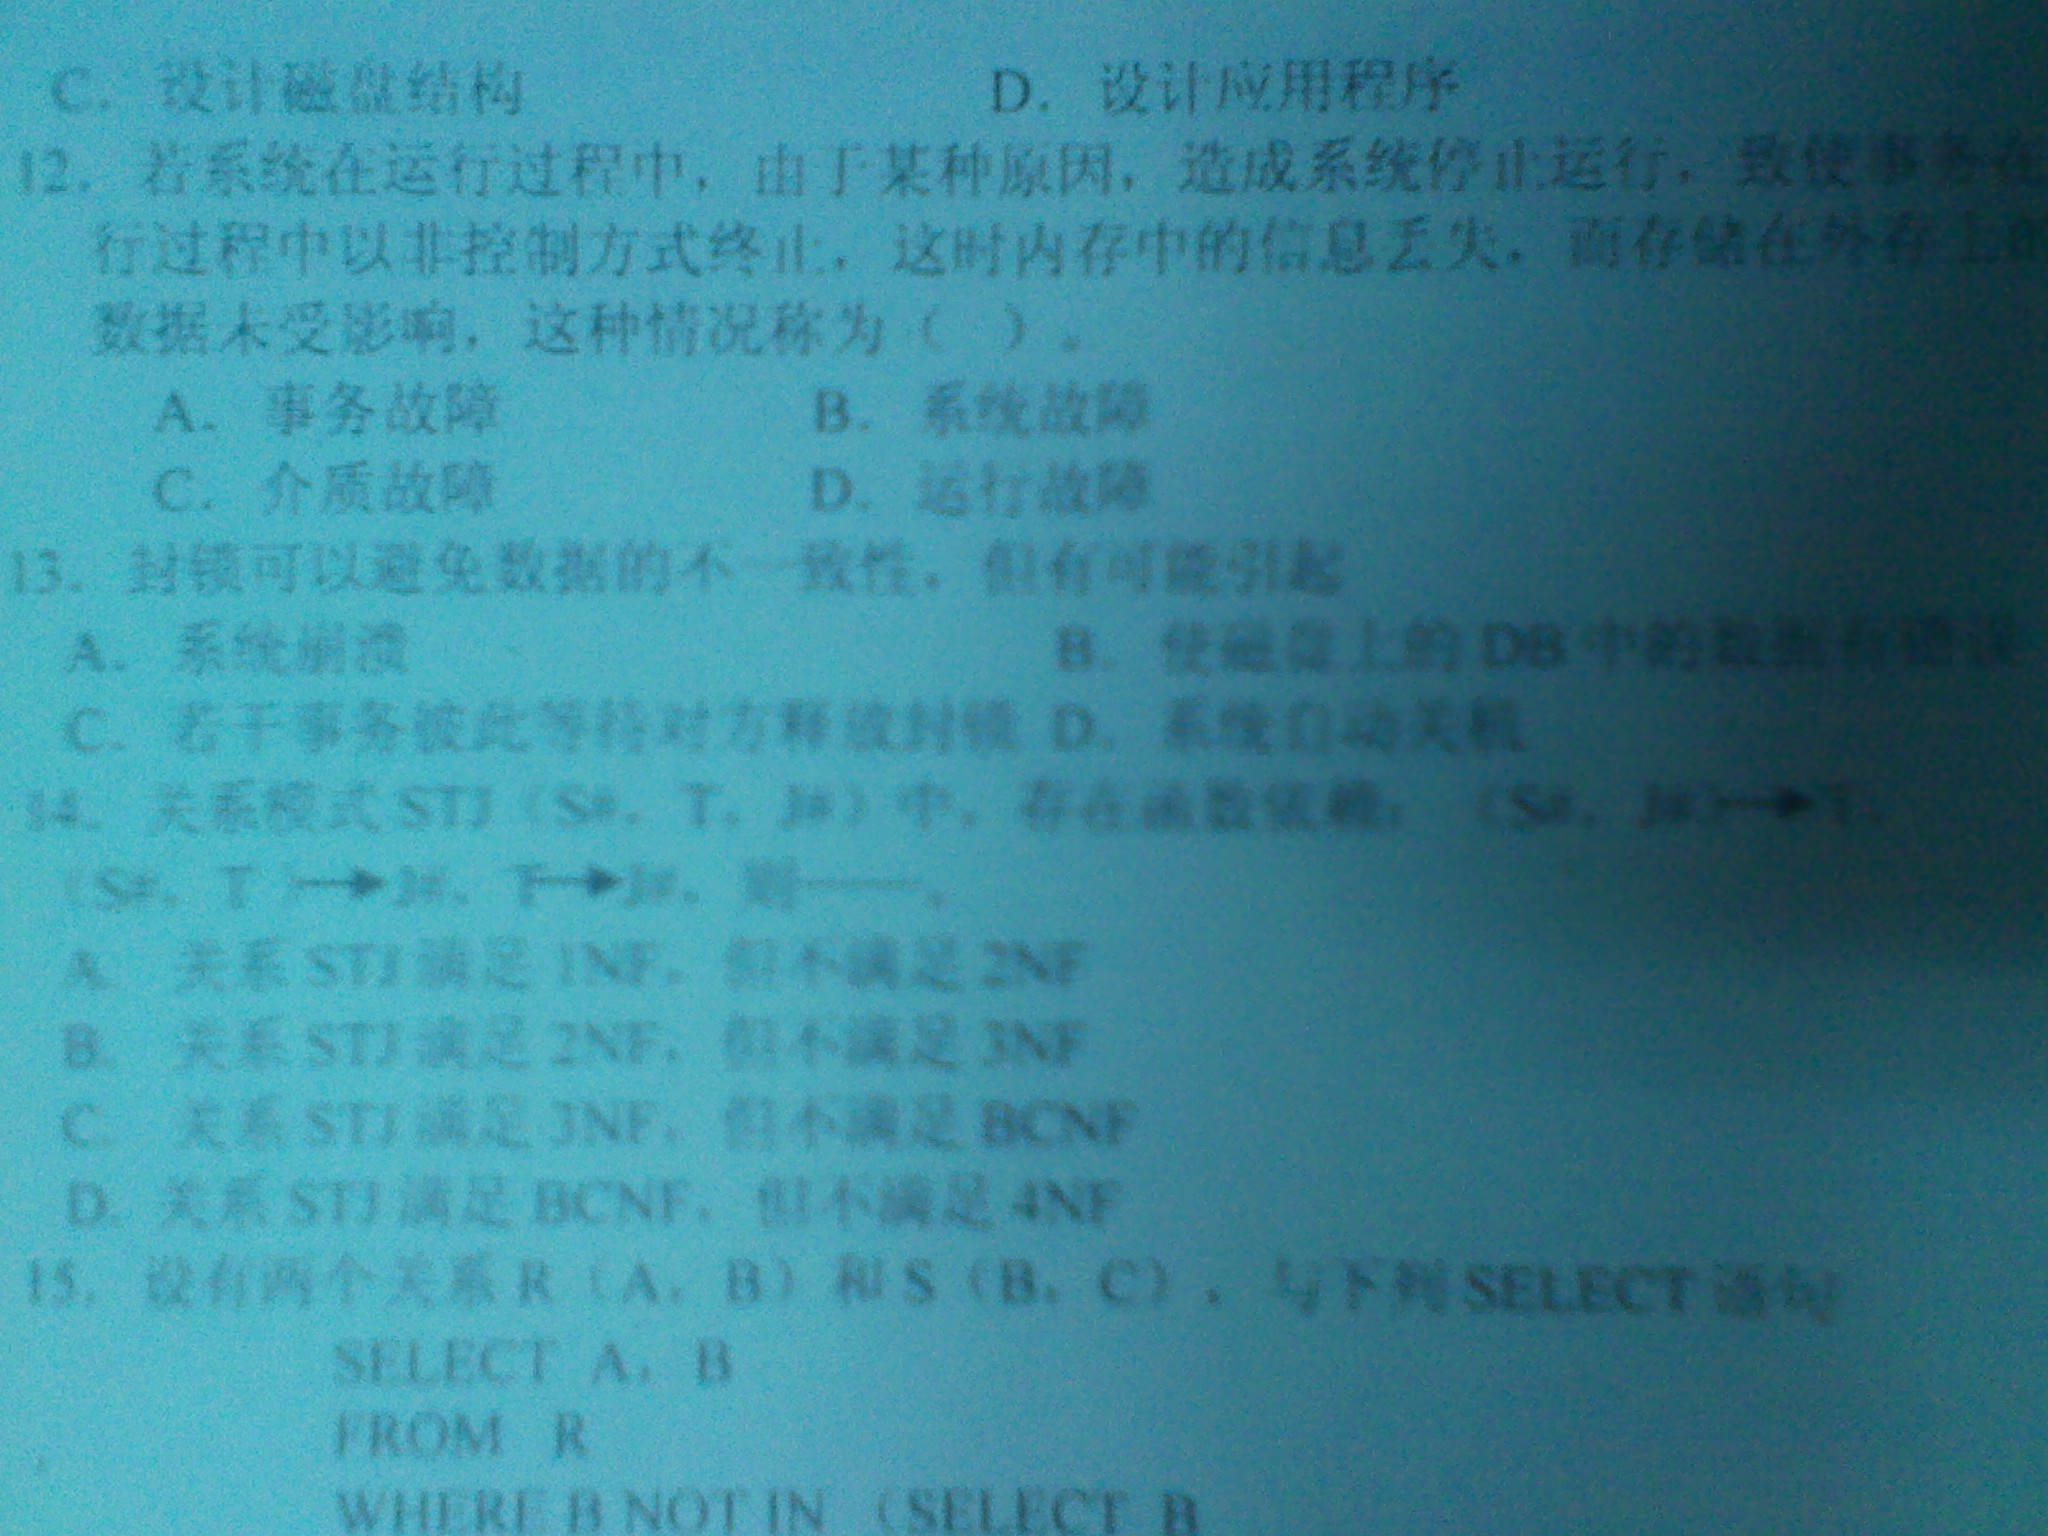 C. 设计磁盘结构 D. 设计应用程序
12. 若系统在运行过程中，由于某种原因，造成系统停止运行，致使事务在
行过程中以非控制方式终止，这时内存中的信息丢失，而存储在外存上的
数据未受影响，这种情况称为（ ）。
A. 事务故障 B. 系统故障
C. 介质故障 D. 运行故障
13. 封锁可以避免数据的不一致性，但有可能引起
A. 系统崩溃 B. 使磁盘上的 DB 中的数据有错误
C. 若干事务彼此等待对方释放封锁 D. 系统自动关机
14. 关系模式 STJ（S#，T，J#）中，存在函数依赖：（S#，J#）→T，
（S#，T）→J#，T→J#，则——。
A. 关系 STJ 满足 1NF，但不满足 2NF
B. 关系 STJ 满足 2NF，但不满足 3NF
C. 关系 STJ 满足 3NF，但不满足 BCNF
D. 关系 STJ 满足 BCNF，但不满足 4NF
15. 设有两个关系 R（A，B）和 S（B，C），与下列 SELECT 语句
SELECT A，B
FROM R
WHERE B NOT IN （SELECT B